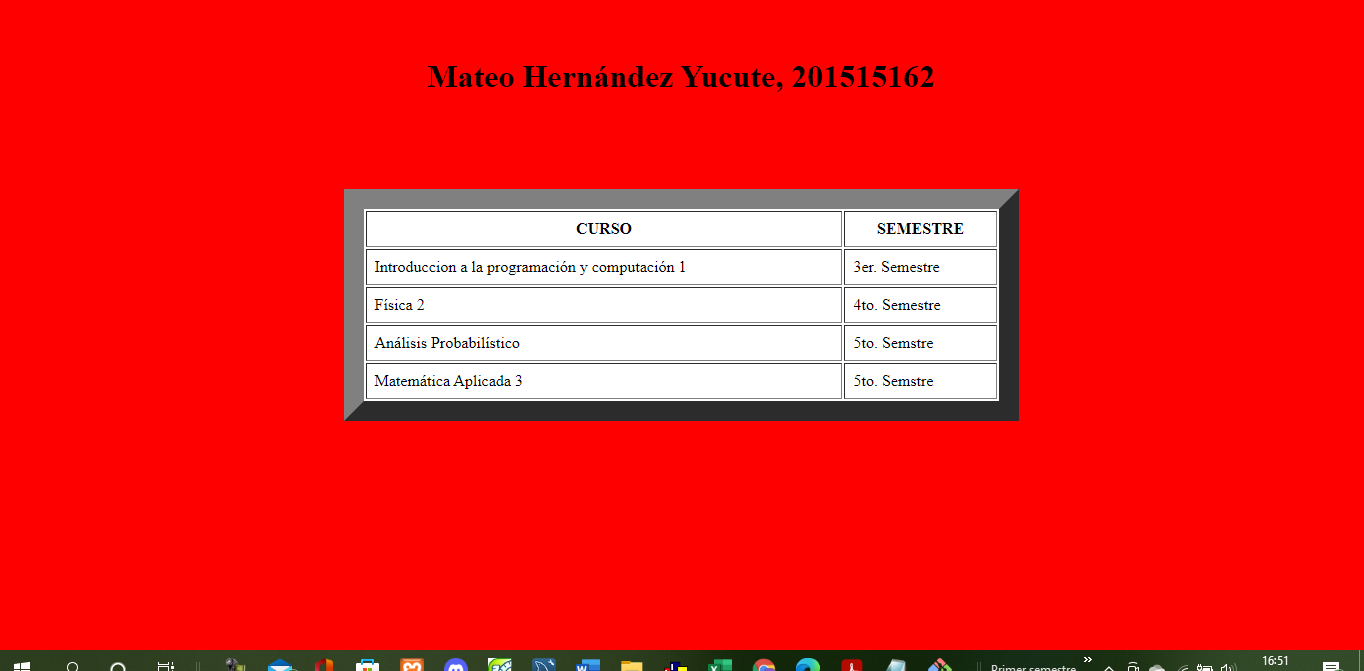 Mateo Hernández Yucute, 201515162
CURSO SEMESTRE
Introduccion a la programación y computación 1 3er. Semestre
Física 2 4to. Semestre
Análisis Probabilístico 5to. Semstre
Matemática Aplicada 3 5to. Semstre
Primer semestre » 16:51